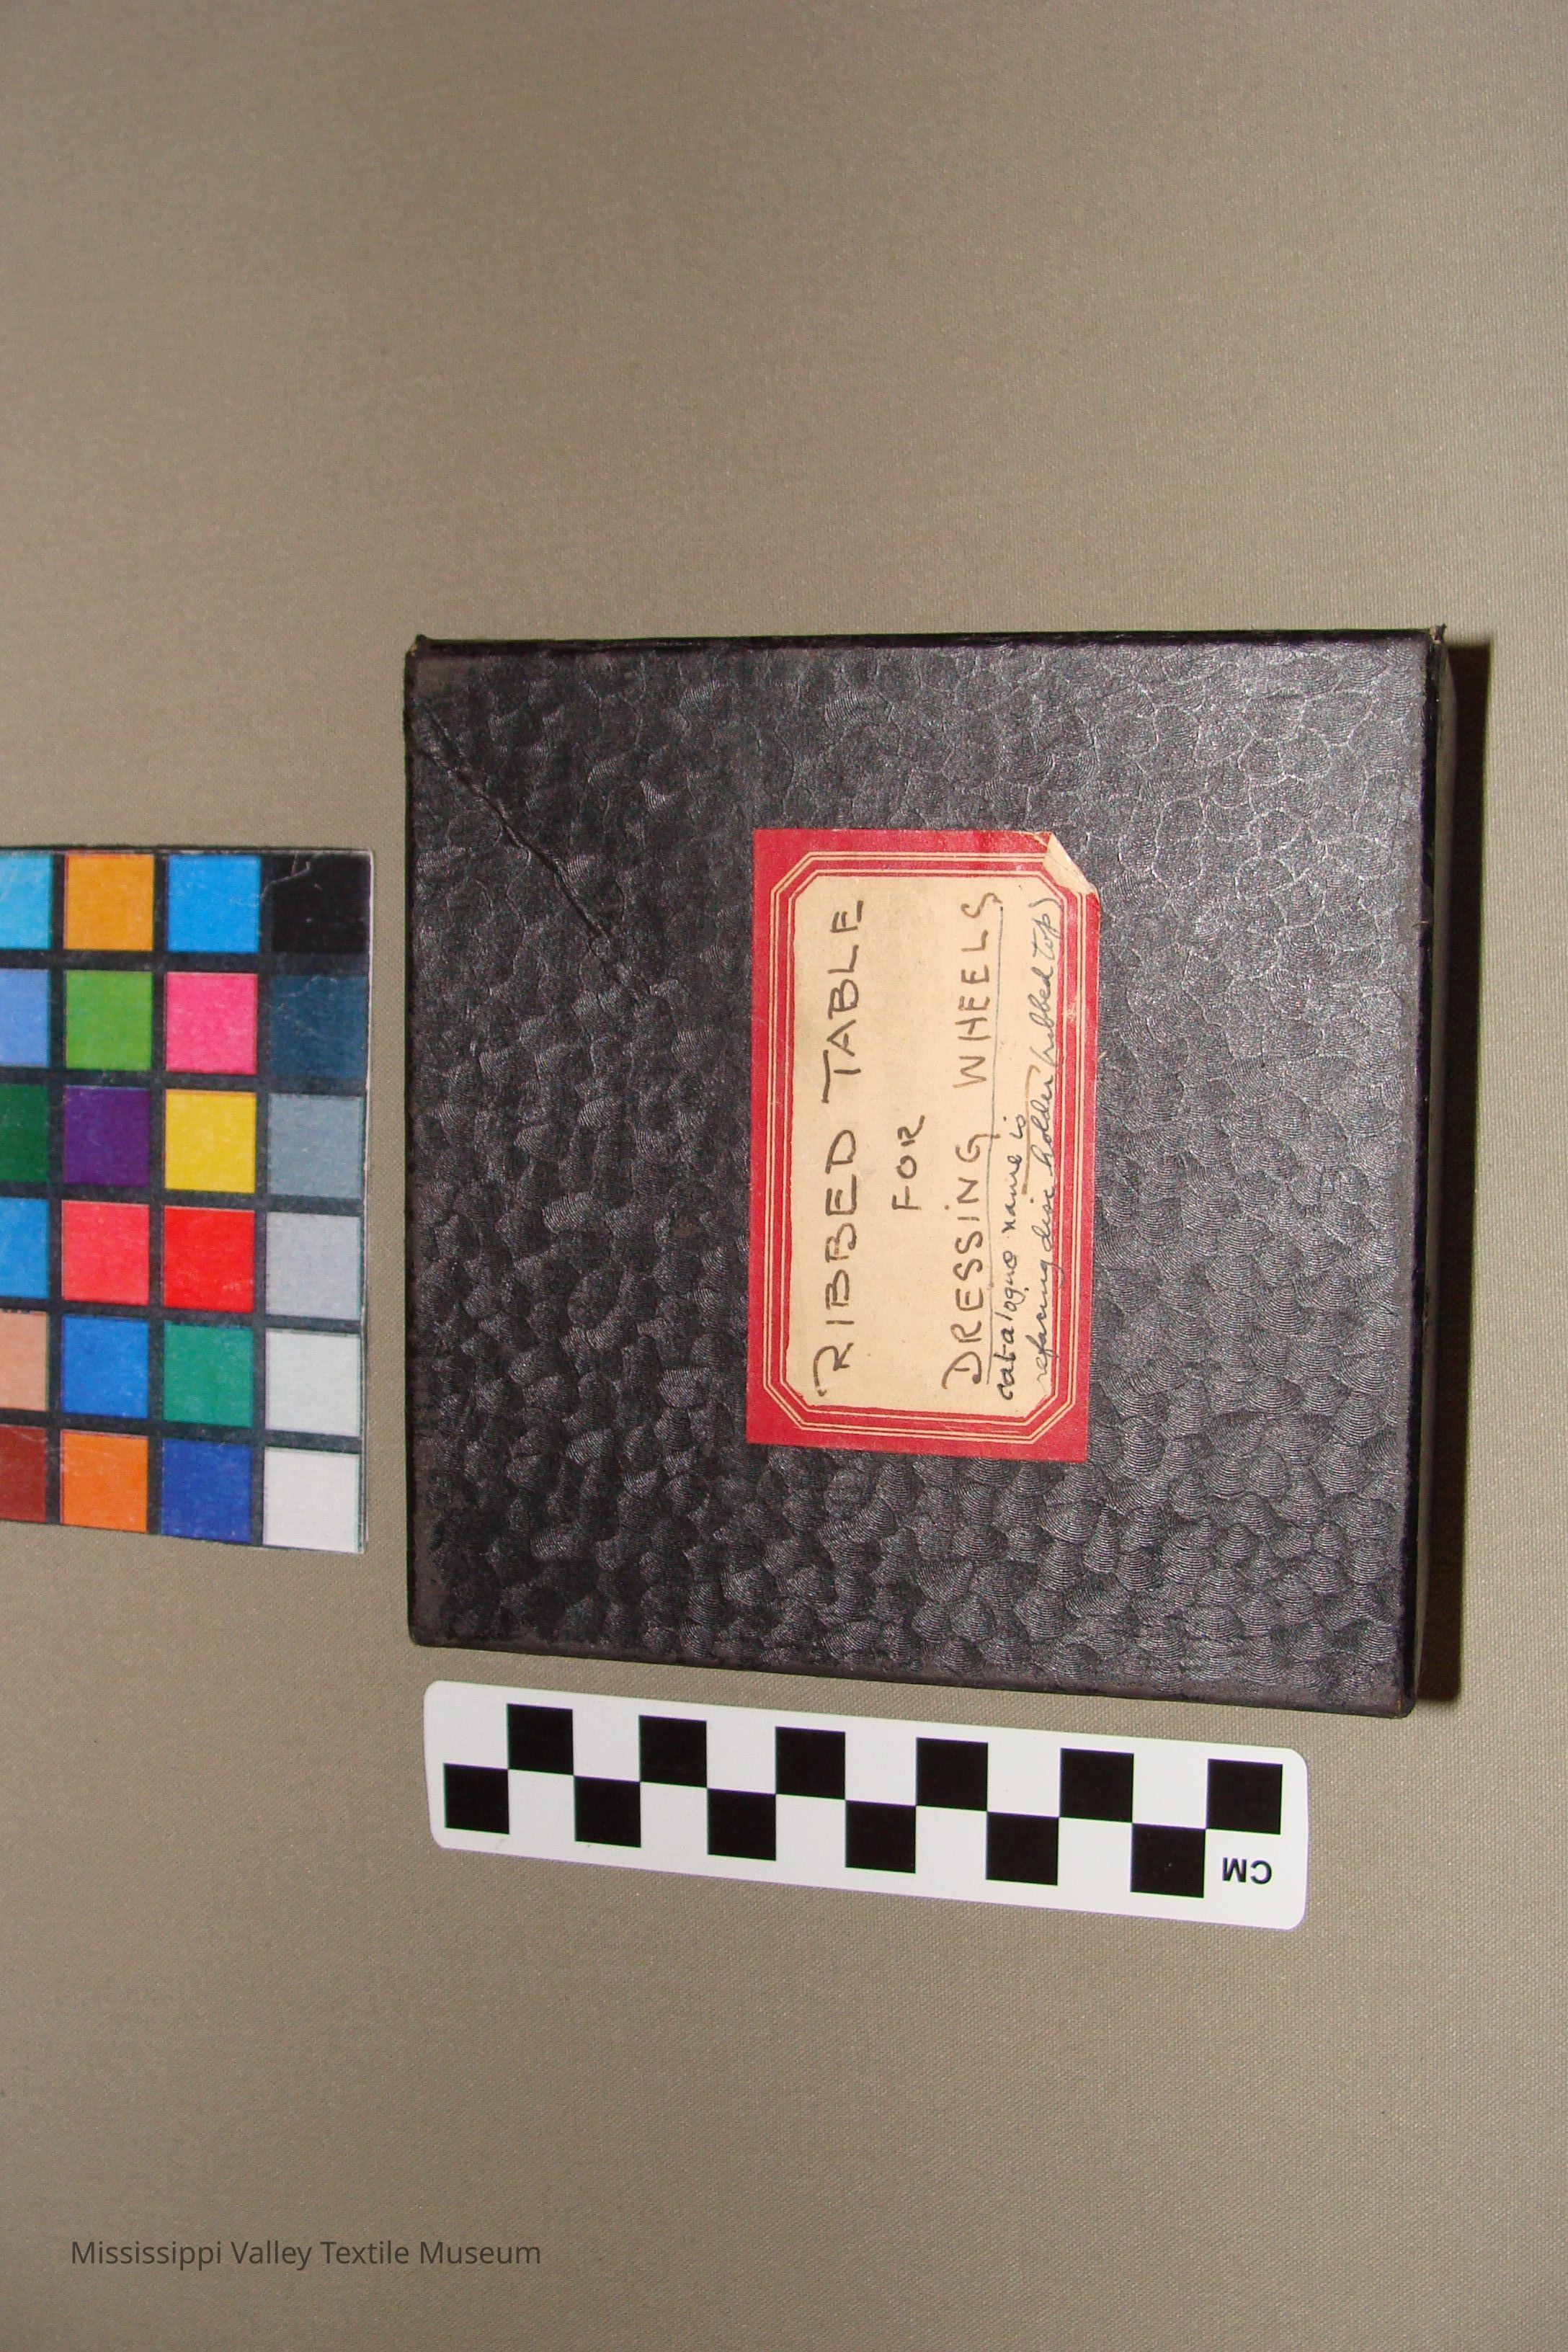 RIBBED TABLE
FOR
DRESSING WHEELS
catalogue name is
refacing disc holder (ribbed top)
CM
Mississippi Valley Textile Museum